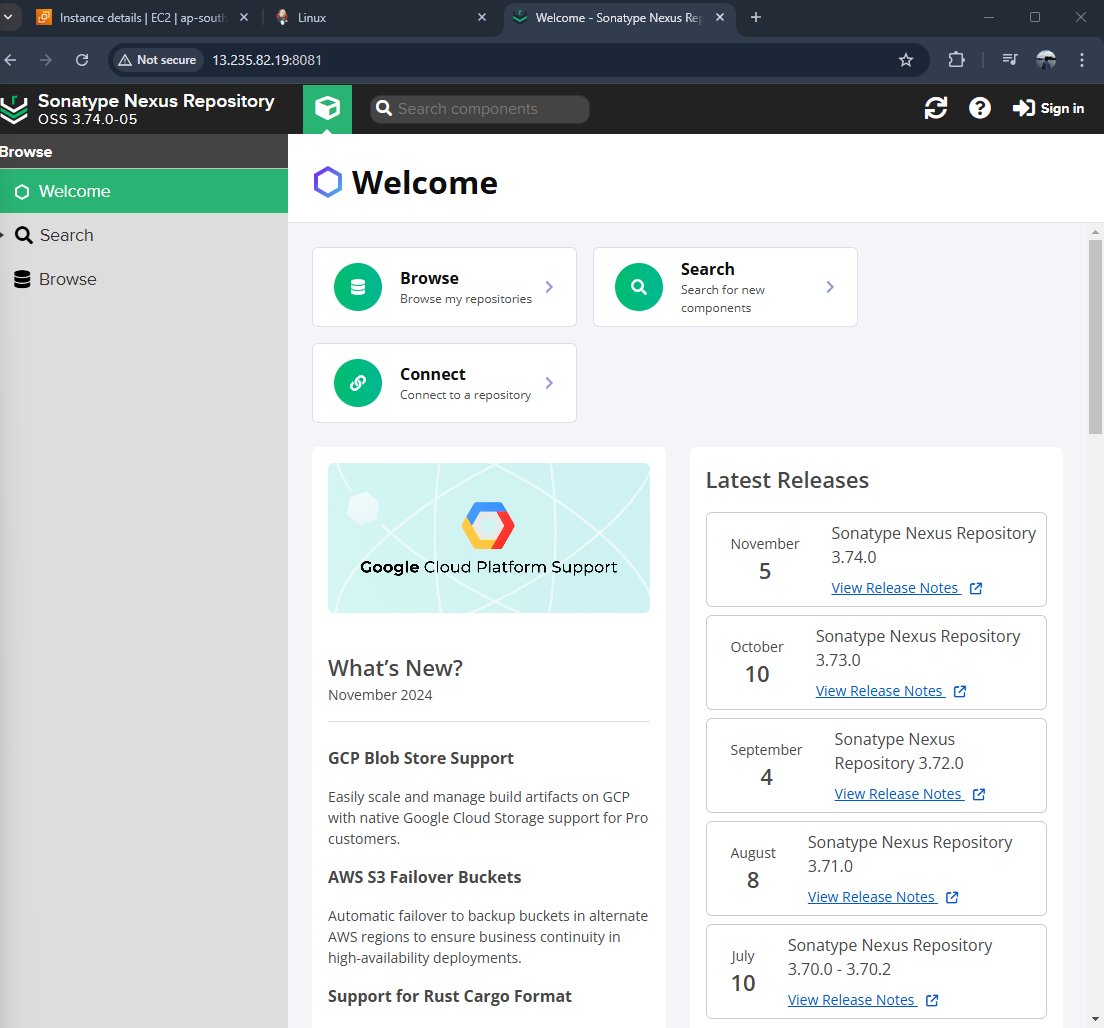 Instance details | EC2 | ap-south
Linux
Welcome - Sonatype Nexus Re
Not secure
13.235.82.19:8081
Sonatype Nexus Repository
OSS 3.74.0-05
Search components
Sign in
Browse
Welcome
Search
Browse
Welcome
Browse
Browse my repositories
Search
Search for new
components
Connect
Connect to a repository
Google Cloud Platform Support
What's New?
November 2024
GCP Blob Store Support
Easily scale and manage build artifacts on GCP
with native Google Cloud Storage support for Pro
customers.
AWS S3 Failover Buckets
Automatic failover to backup buckets in alternate
AWS regions to ensure business continuity in
high-availability deployments.
Support for Rust Cargo Format
Latest Releases
November
5
Sonatype Nexus Repository
3.74.0
View Release Notes
October
10
Sonatype Nexus Repository
3.73.0
View Release Notes
September
4
Sonatype Nexus
Repository 3.72.0
View Release Notes
August
8
Sonatype Nexus Repository
3.71.0
View Release Notes
July
10
Sonatype Nexus Repository
3.70.0 - 3.70.2
View Release Notes